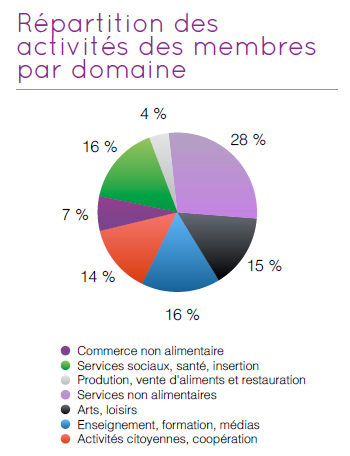 Répartition des
activités des membres
par domaine
4 %
28 %
16 %
7 %
15 %
14 %
16 %
Commerce non alimentaire
Services sociaux, santé, insertion
Prodution, vente d'aliments et restauration
Services non alimentaires
Arts, loisirs
Enseignement, formation, médias
Activités citoyennes, coopération